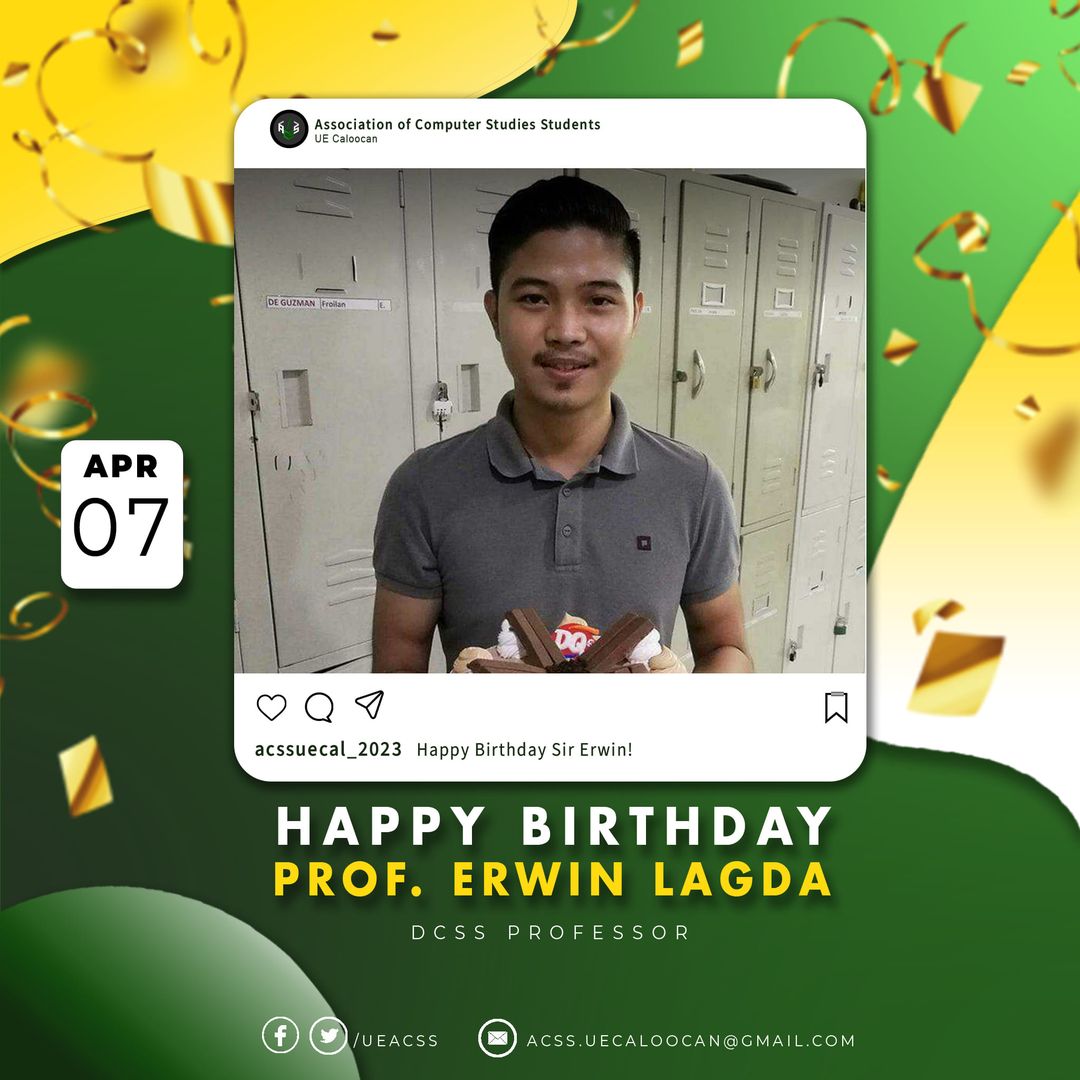 Association of Computer Studies Students
UE Caloocan
DE GUZMAN Froilan E.
DQ
APR
07
acssuecal_2023 Happy Birthday Sir Erwin!
HAPPY BIRTHDAY
PROF. ERWIN LAGDA
DCSS PROFESSOR
/UEACSS ACSS.UECALOOCAN@GMAIL.COM